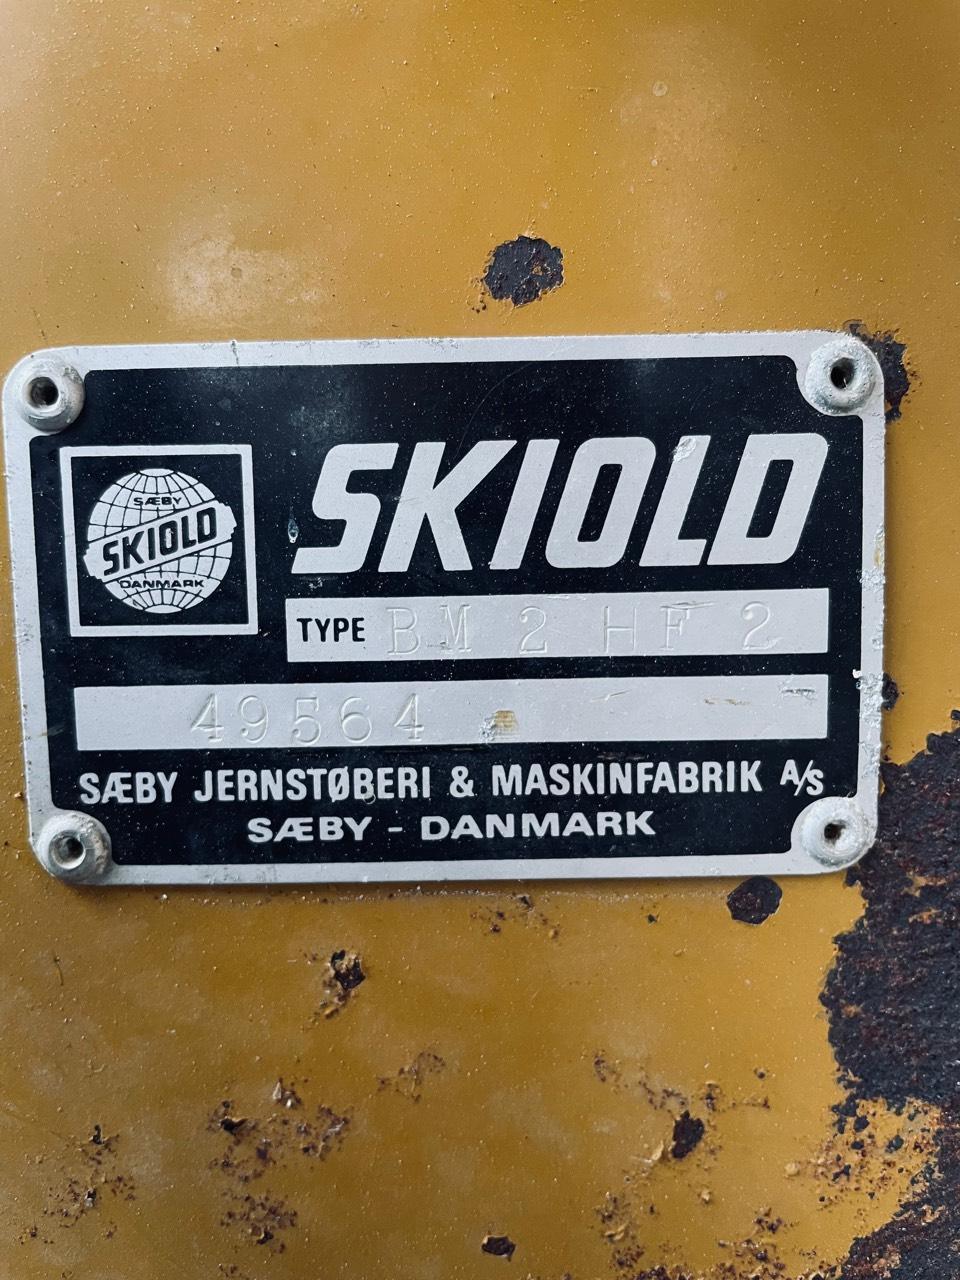 SKIOLD
SÆBY
SKIOLD
DANMARK
TYPE BM 2 HF 2
49564
SÆBY JERNSTØBERI & MASKINFABRIK A/S
SÆBY - DANMARK